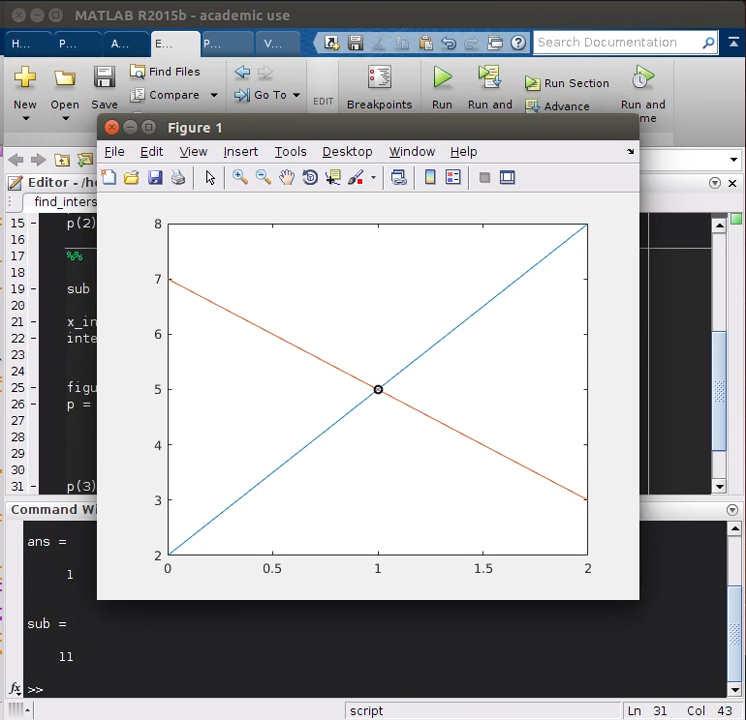 MATLAB R2015b - academic use
H... P... A... E... P... V... Search Documentation
New Open Save Find Files Compare Go To EDIT Breakpoints Run Run and Run Section Advance Run and
Figure 1
File Edit View Insert Tools Desktop Window Help
Editor - /h
find_inters
15 - p(2)
16
17 %%
18
19 - sub
20
21 - x_in
22 - inte
23
24
25 - figu
26 - p =
27
28
29
30
31 - p(3)
8
7
6
5
4
3
2
0 0.5 1 1.5 2
Command Wi
ans =
1
sub =
11
fx >>
script Ln 31 Col 43